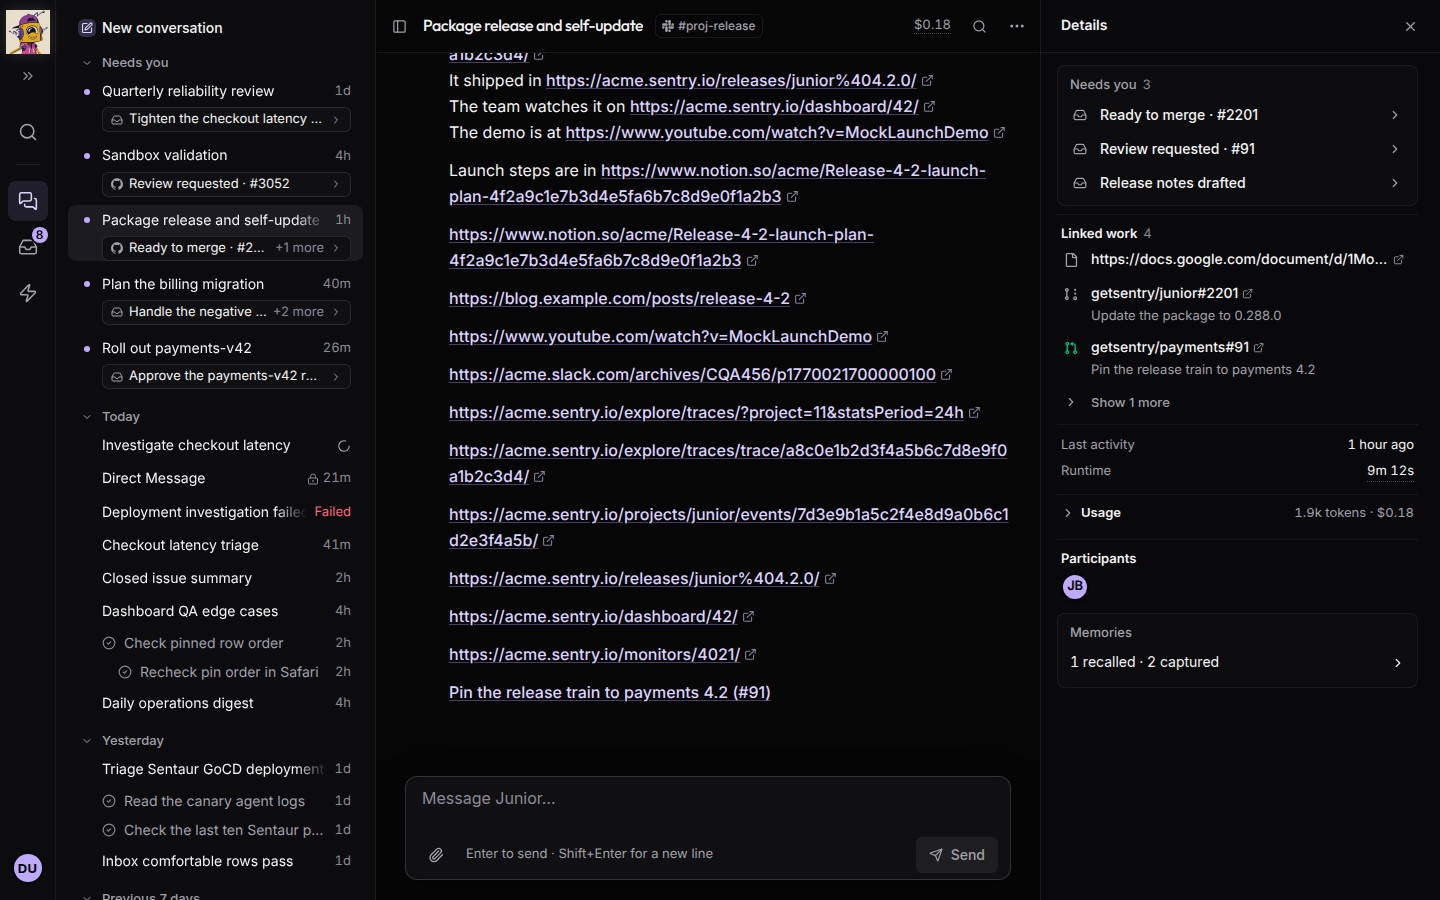 New conversation
Needs you
Quarterly reliability review 1d
Tighten the checkout latency ...
Sandbox validation 4h
Review requested · #3052
Package release and self-update 1h
Ready to merge · #2... +1 more
Plan the billing migration 40m
Handle the negative ... +2 more
Roll out payments-v42 26m
Approve the payments-v42 r...
Today
Investigate checkout latency
Direct Message 21m
Deployment investigation failed Failed
Checkout latency triage 41m
Closed issue summary 2h
Dashboard QA edge cases 4h
Check pinned row order 2h
Recheck pin order in Safari 2h
Daily operations digest 4h
Yesterday
Triage Sentaur GoCD deployment 1d
Read the canary agent logs 1d
Check the last ten Sentaur p... 1d
Inbox comfortable rows pass 1d
Previous 7 days
8
DU
Package release and self-update #proj-release $0.18
a1b2c3d4/
It shipped in https://acme.sentry.io/releases/junior%404.2.0/
The team watches it on https://acme.sentry.io/dashboard/42/
The demo is at https://www.youtube.com/watch?v=MockLaunchDemo
Launch steps are in https://www.notion.so/acme/Release-4-2-launch-
plan-4f2a9c1e7b3d4e5fa6b7c8d9e0f1a2b3
https://www.notion.so/acme/Release-4-2-launch-plan-
4f2a9c1e7b3d4e5fa6b7c8d9e0f1a2b3
https://blog.example.com/posts/release-4-2
https://www.youtube.com/watch?v=MockLaunchDemo
https://acme.slack.com/archives/CQA456/p1770021700000100
https://acme.sentry.io/explore/traces/?project=11&statsPeriod=24h
https://acme.sentry.io/explore/traces/trace/a8c0e1b2d3f4a5b6c7d8e9f0
a1b2c3d4/
https://acme.sentry.io/projects/junior/events/7d3e9b1a5c2f4e8d9a0b6c1
d2e3f4a5b/
https://acme.sentry.io/releases/junior%404.2.0/
https://acme.sentry.io/dashboard/42/
https://acme.sentry.io/monitors/4021/
Pin the release train to payments 4.2 (#91)
Message Junior...
Enter to send · Shift+Enter for a new line
Send
Details
Needs you 3
Ready to merge · #2201
Review requested · #91
Release notes drafted
Linked work 4
https://docs.google.com/document/d/1Mo...
getsentry/junior#2201
Update the package to 0.288.0
getsentry/payments#91
Pin the release train to payments 4.2
Show 1 more
Last activity 1 hour ago
Runtime 9m 12s
Usage 1.9k tokens · $0.18
Participants
JB
Memories
1 recalled · 2 captured